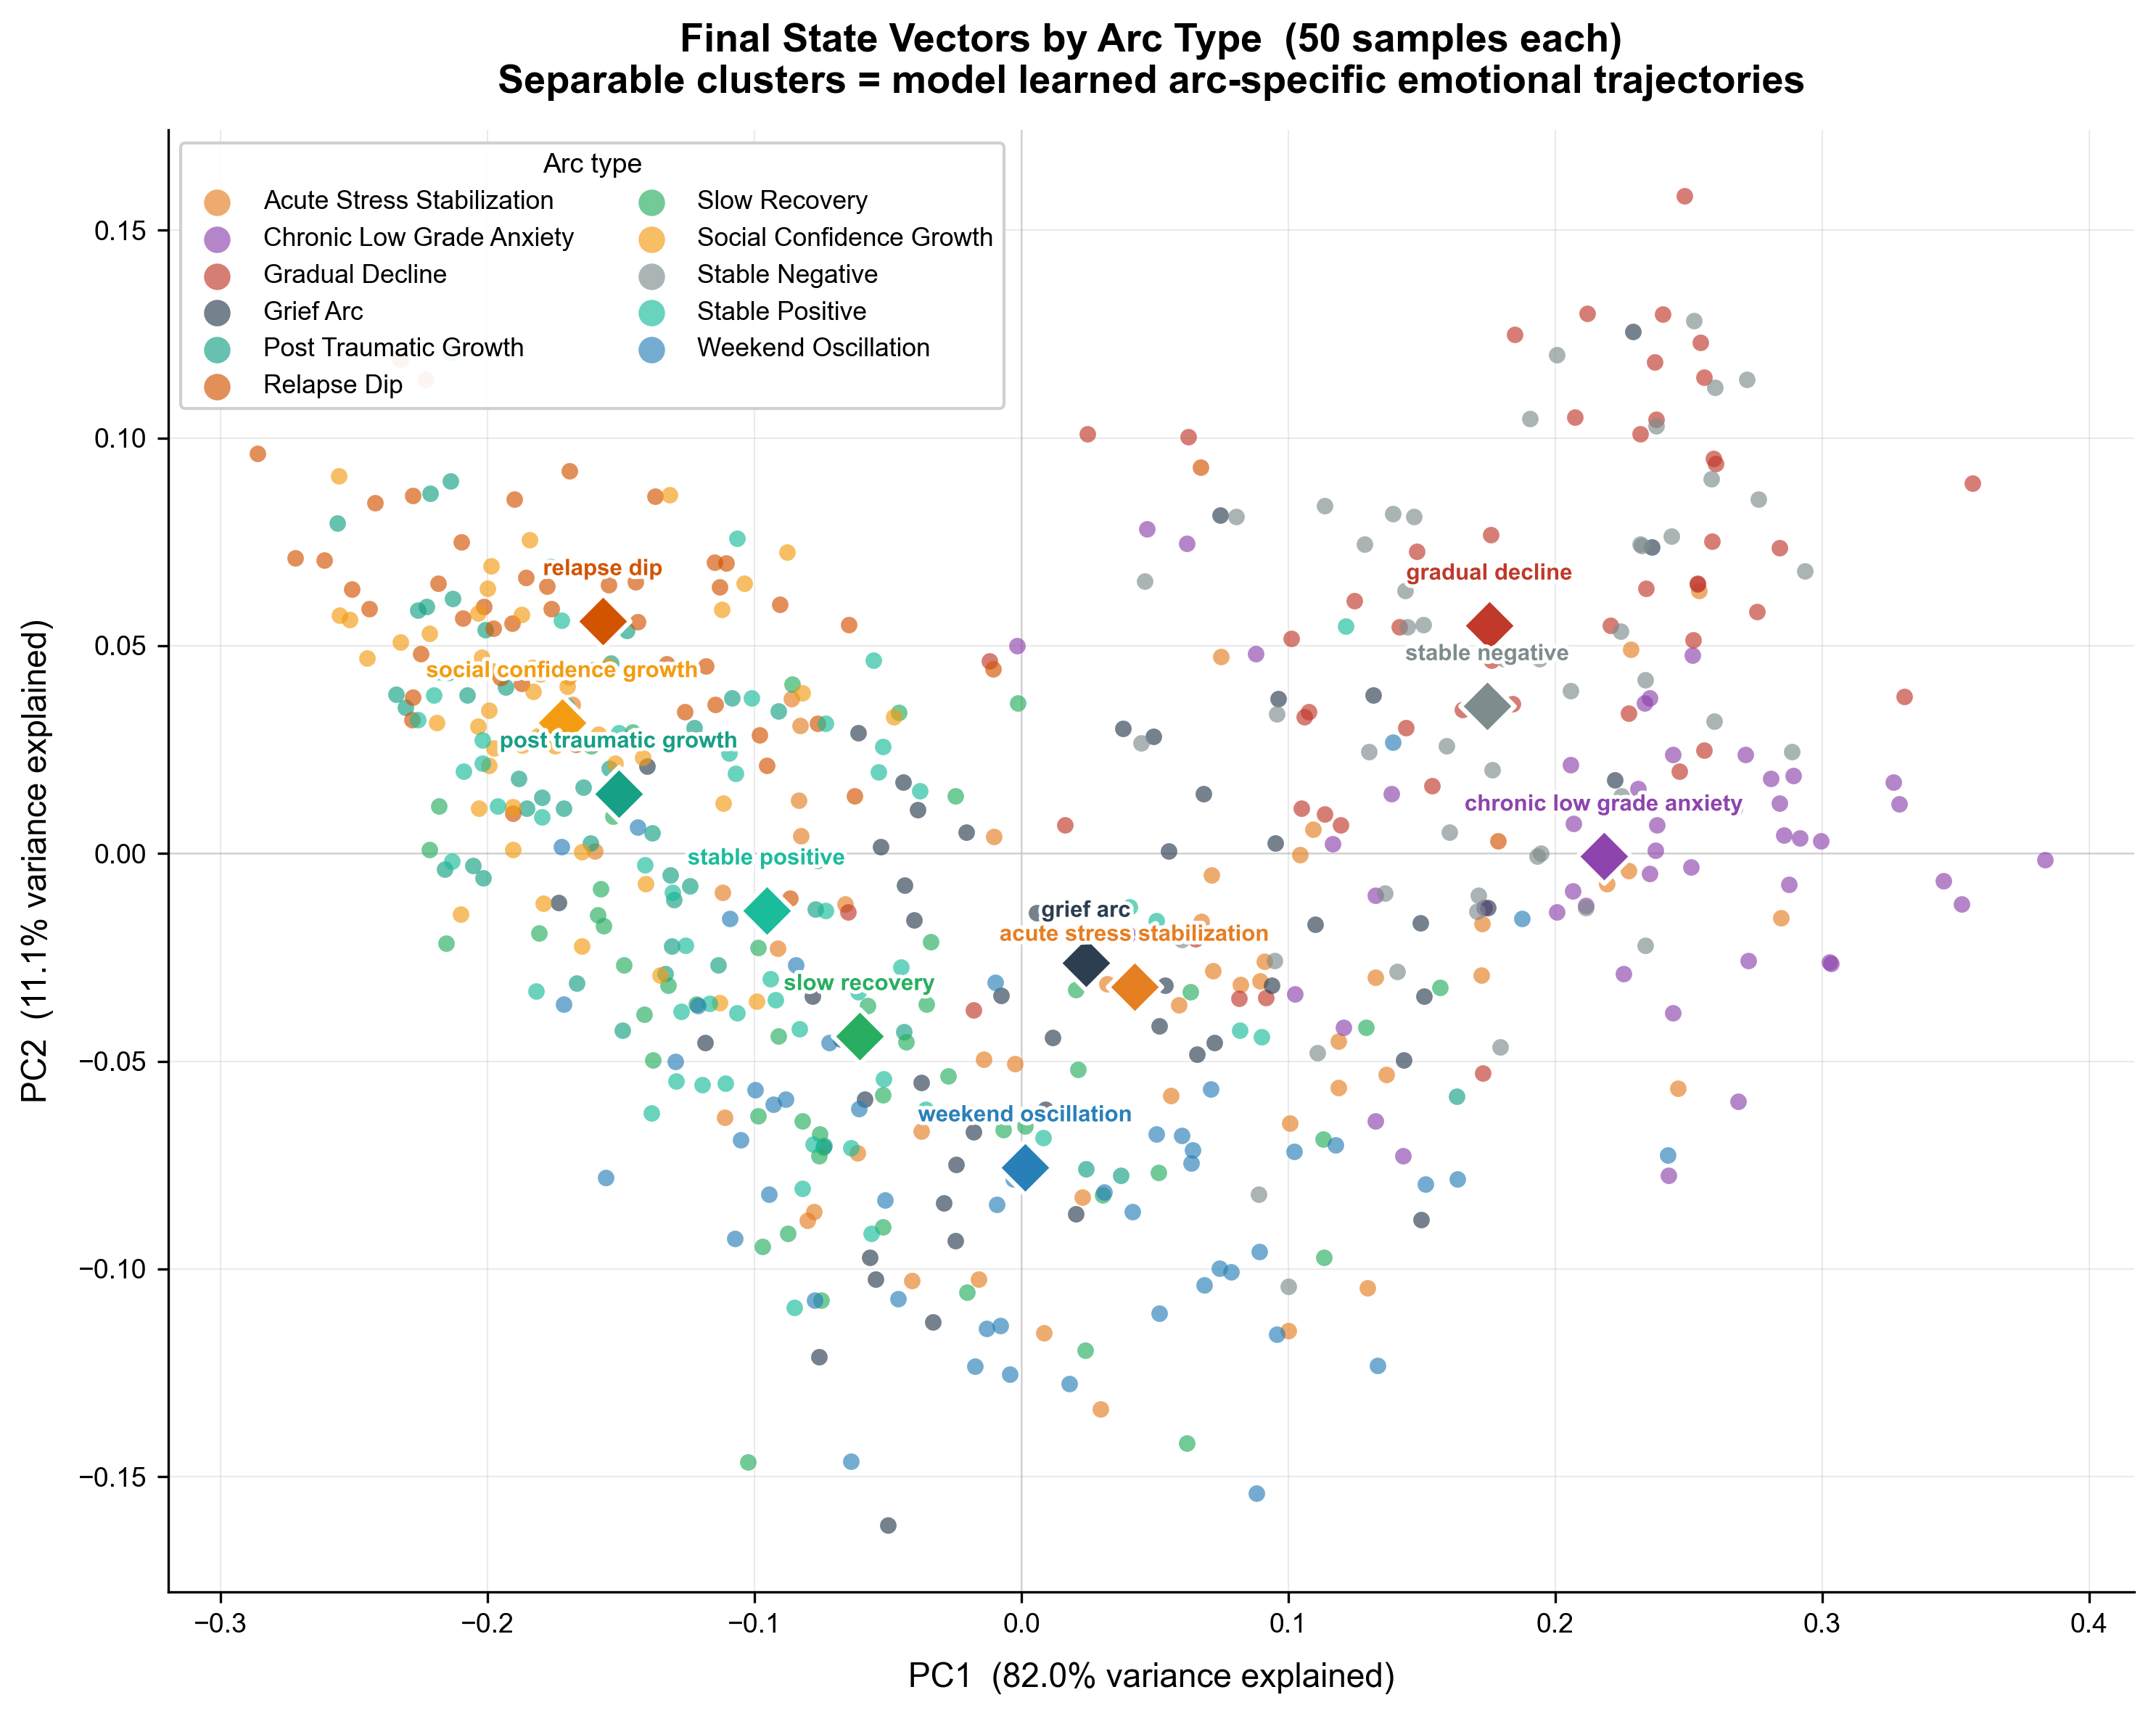 Final State Vectors by Arc Type  (50 samples each)
Separable clusters = model learned arc-specific emotional trajectories
Arc type
Acute Stress Stabilization
Chronic Low Grade Anxiety
Gradual Decline
Grief Arc
Post Traumatic Growth
Relapse Dip
Slow Recovery
Social Confidence Growth
Stable Negative
Stable Positive
Weekend Oscillation
relapse dip
gradual decline
social confidence growth
stable negative
post traumatic growth
chronic low grade anxiety
stable positive
grief arc
acute stress stabilization
slow recovery
weekend oscillation
PC2  (11.1% variance explained)
0.15
0.10
0.05
0.00
−0.05
−0.10
−0.15
−0.3
−0.2
−0.1
0.0
0.1
0.2
0.3
0.4
PC1  (82.0% variance explained)